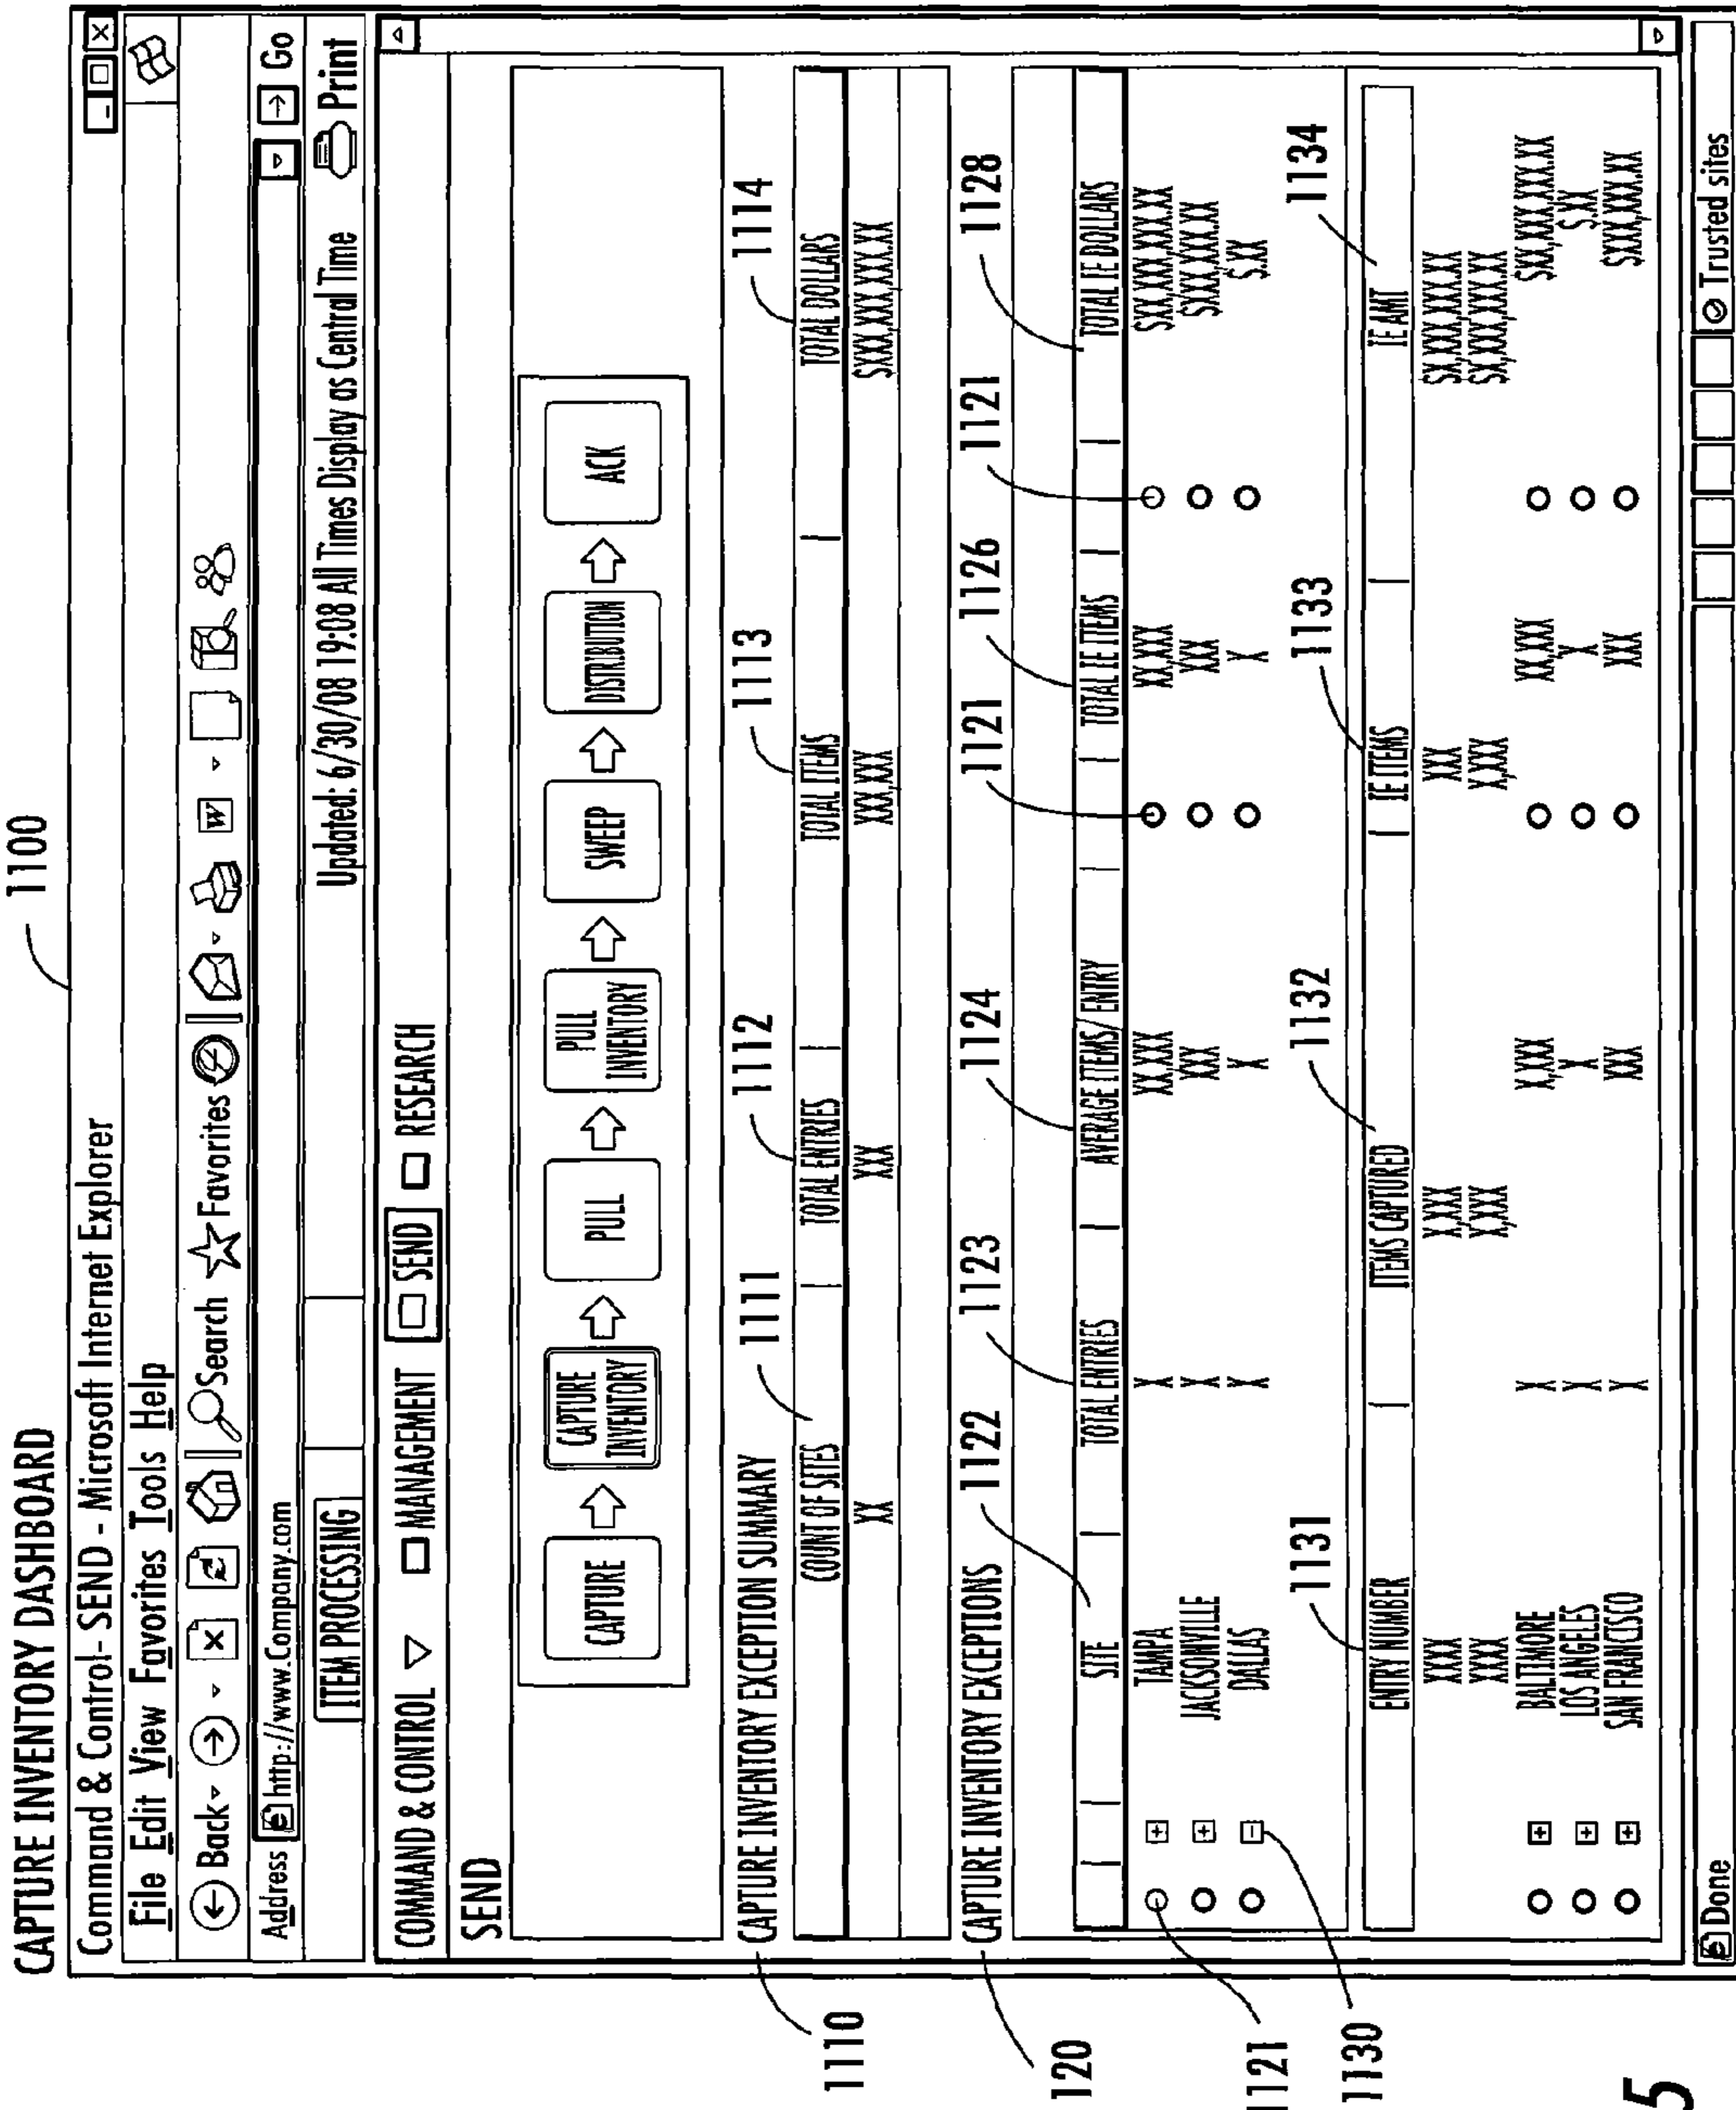 1100
CAPTURE INVENTORY DASHBOARD
Command & Control- SEND - Microsoft Internet Explorer
File Edit View Favorites Tools Help
Back Search Favorites W
Address http://www.Company.com Go
ITEM PROCESSING Updated: 6/30/08 19:08 All Times Display as Central Time Print
COMMAND & CONTROL MANAGEMENT SEND RESEARCH
SEND
CAPTURE CAPTURE INVENTORY PULL PULL INVENTORY SWEEP DISTRIBUTION ACK
1110 1111 1112 1113 1114
CAPTURE INVENTORY EXCEPTION SUMMARY
COUNT OF SITES TOTAL ENTRIES TOTAL ITEMS TOTAL DOLLARS
XX XXX XXX,XXX $XXX,XXX,XXX.XX
120 1122 1123 1124 1121 1126 1121 1128
CAPTURE INVENTORY EXCEPTIONS
SITE TOTAL ENTRIES AVERAGE ITEMS/ENTRY TOTAL IE ITEMS TOTAL IE DOLLARS
TAMPA X XX,XXX XX,XXX $XX,XXX,XXX.XX
JACKSONVILLE X XXX XXX $XXX,XXX.XX
DALLAS X X X $.XX
1121
1130 1131 1132 1133 1134
ENTRY NUMBER ITEMS CAPTURED IE ITEMS IE AMT
XXXX X,XXX XXX $X,XXX,XXX.XX
XXXX X,XXX X,XXX $X,XXX,XXX.XX
BALTIMORE X X,XXX XX,XXX $XX,XXX,XXX.XX
LOS ANGELES X X X $.XX
SAN FRANCISCO X XXX XXX $XXX,XXX.XX
Done Trusted sites
5